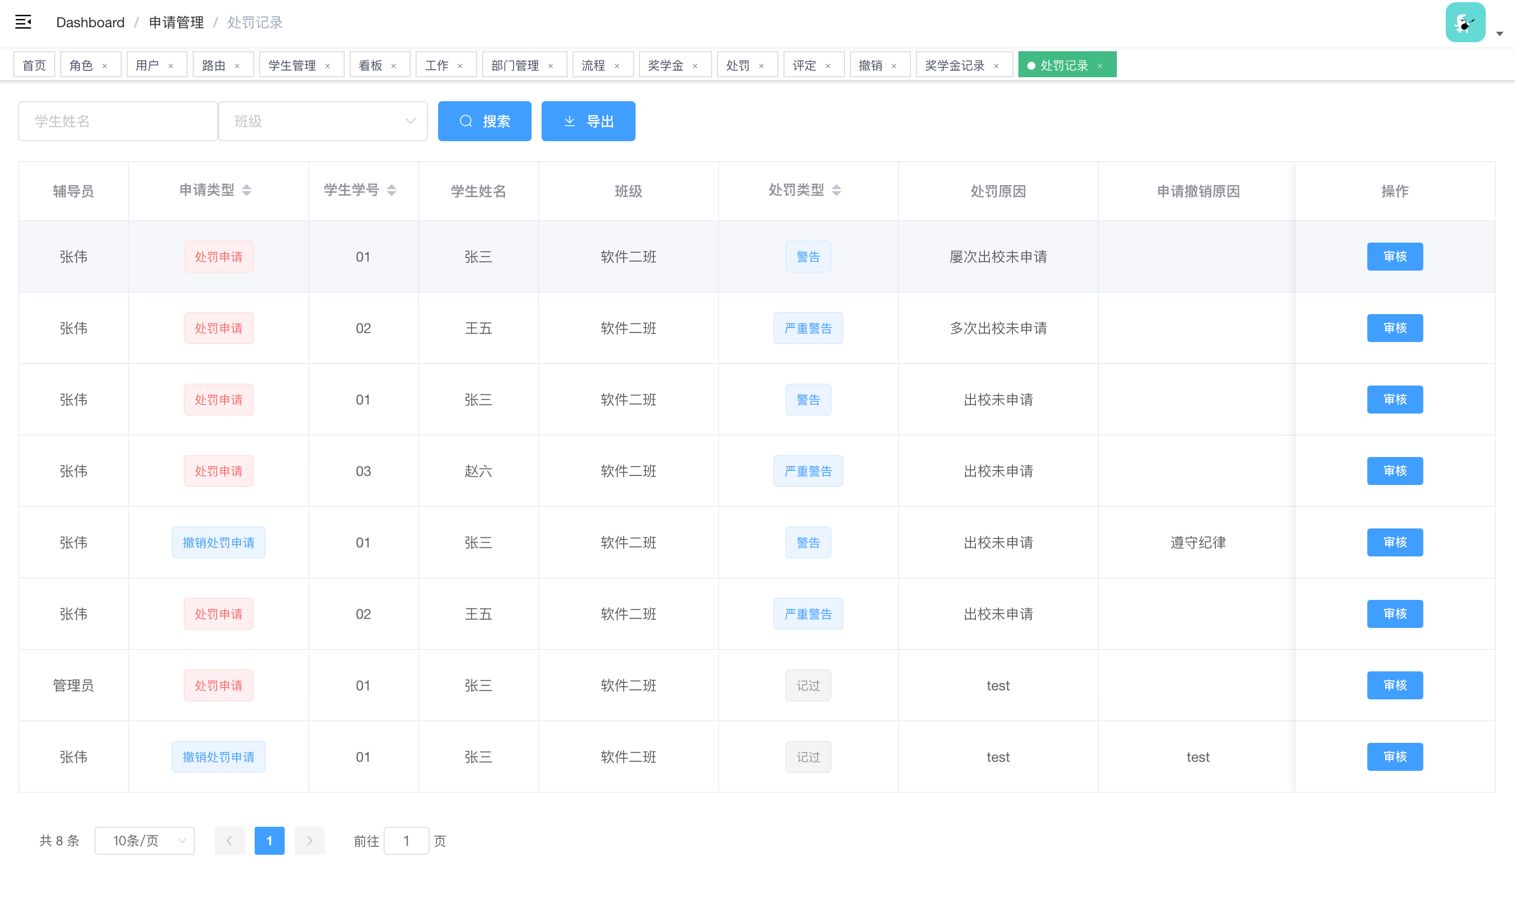 Dashboard / 申请管理 / 处罚记录
首页 角色 × 用户 × 路由 × 学生管理 × 看板 × 工作 × 部门管理 × 流程 × 奖学金 × 处罚 × 评定 × 撤销 × 奖学金记录 × 处罚记录 ×
学生姓名 班级 搜索 导出
辅导员 申请类型 学生学号 学生姓名 班级 处罚类型 处罚原因 申请撤销原因 操作
张伟 处罚申请 01 张三 软件二班 警告 屡次出校未申请 审核
张伟 处罚申请 02 王五 软件二班 严重警告 多次出校未申请 审核
张伟 处罚申请 01 张三 软件二班 警告 出校未申请 审核
张伟 处罚申请 03 赵六 软件二班 严重警告 出校未申请 审核
张伟 撤销处罚申请 01 张三 软件二班 警告 出校未申请 遵守纪律 审核
张伟 处罚申请 02 王五 软件二班 严重警告 出校未申请 审核
管理员 处罚申请 01 张三 软件二班 记过 test 审核
张伟 撤销处罚申请 01 张三 软件二班 记过 test test 审核
共 8 条 10条/页 1 前往 1 页